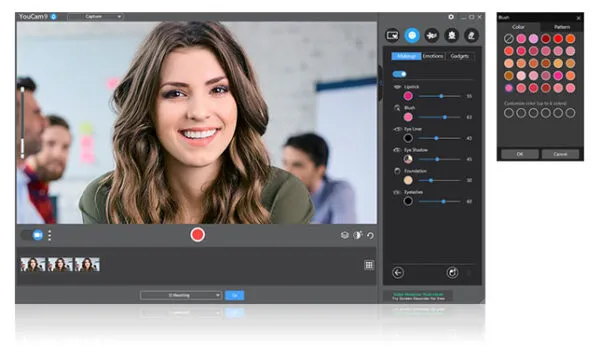 YouCam 9
Capture
Makeup Emotions Gadgets
Lipstick
55
Blush
63
Eye Liner
43
Eye Shadow
45
Foundation
30
Eyelashes
60
Go
Blush
Color Pattern
Customize color (up to 6 colors)
OK Cancel